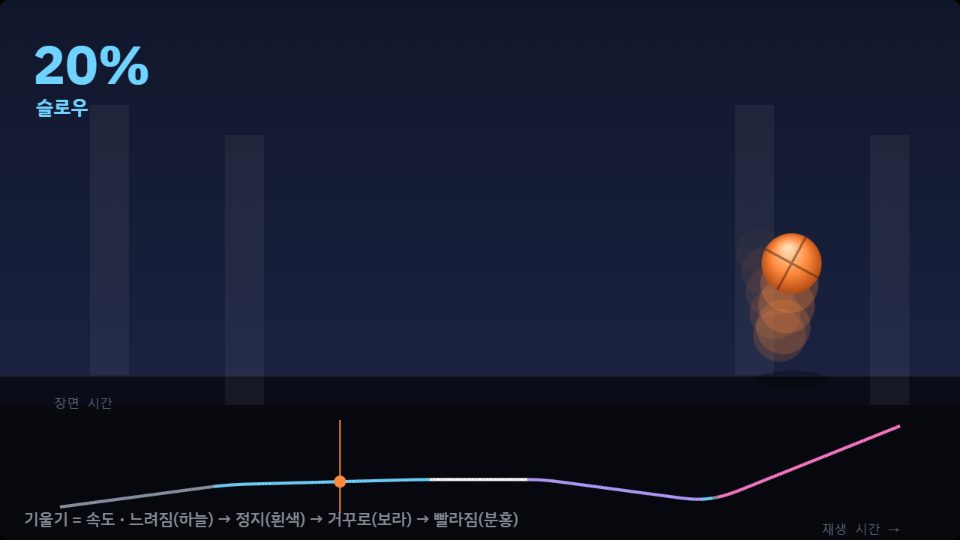 20%
슬로우
장면 시간
기울기 = 속도 · 느려짐(하늘) → 정지(흰색) → 거꾸로(보라) → 빨라짐(분홍)
재생 시간 →